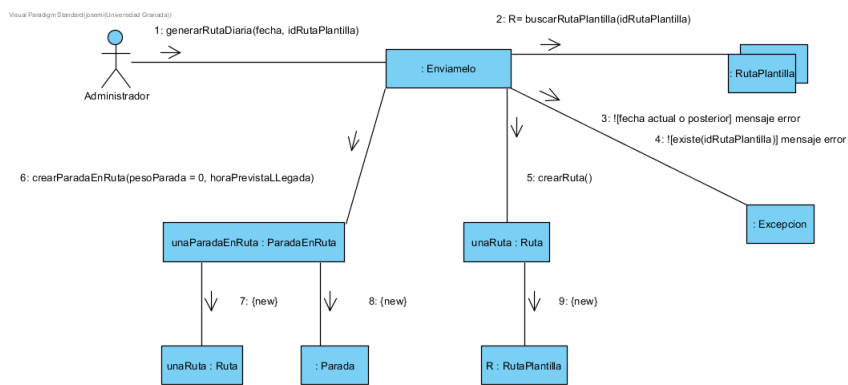 Visual Paradigm Standard(josemi(Universidad Granada))
1: generarRutaDiaria(fecha, idRutaPlantilla)
2: R= buscarRutaPlantilla(idRutaPlantilla)
: Enviamelo
: RutaPlantilla
Administrador
3: ![fecha actual o posterior] mensaje error
4: ![existe(idRutaPlantilla)] mensaje error
6: crearParadaEnRuta(pesoParada = 0, horaPrevistaLLegada)
5: crearRuta()
: Excepcion
unaParadaEnRuta : ParadaEnRuta
unaRuta : Ruta
7: {new}
8: {new}
9: {new}
unaRuta : Ruta
: Parada
R : RutaPlantilla